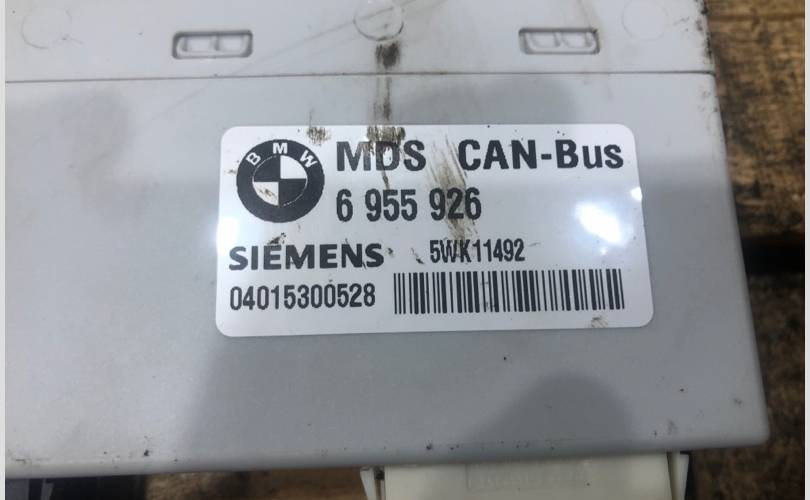 BMW
MDS CAN-Bus
6 955 926
SIEMENS 5WK11492
04015300528